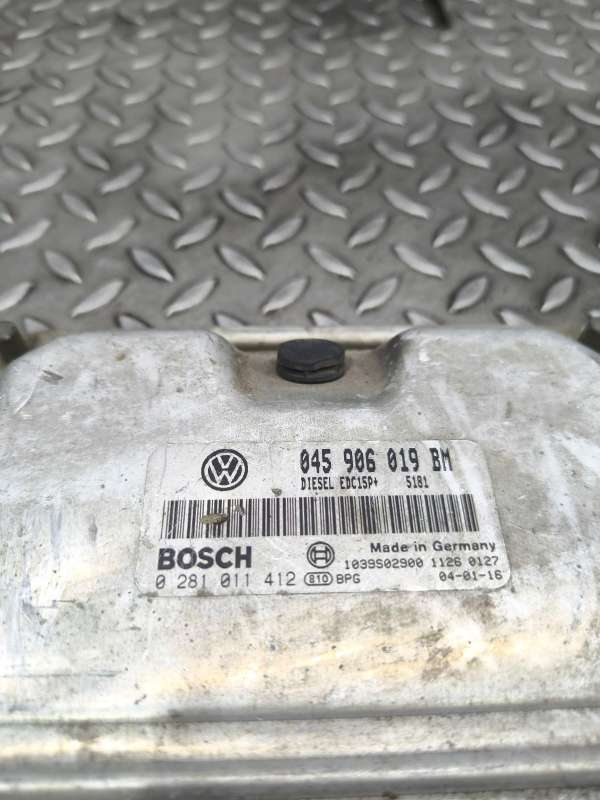 045 906 019 BM
DIESEL EDC15P+ 5181
BOSCH
Made in Germany
1039S02900 1126 0127
0 281 011 412 810 BPG 04-01-16